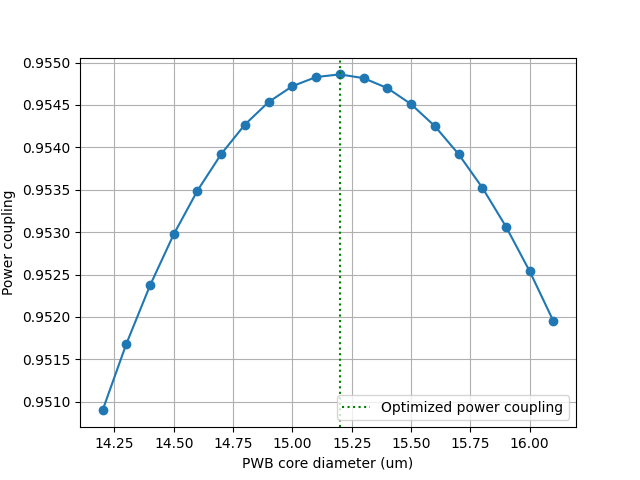 0.9550
0.9545
0.9540
0.9535
0.9530
0.9525
0.9520
0.9515
0.9510
Power coupling
Optimized power coupling
14.25 14.50 14.75 15.00 15.25 15.50 15.75 16.00
PWB core diameter (um)